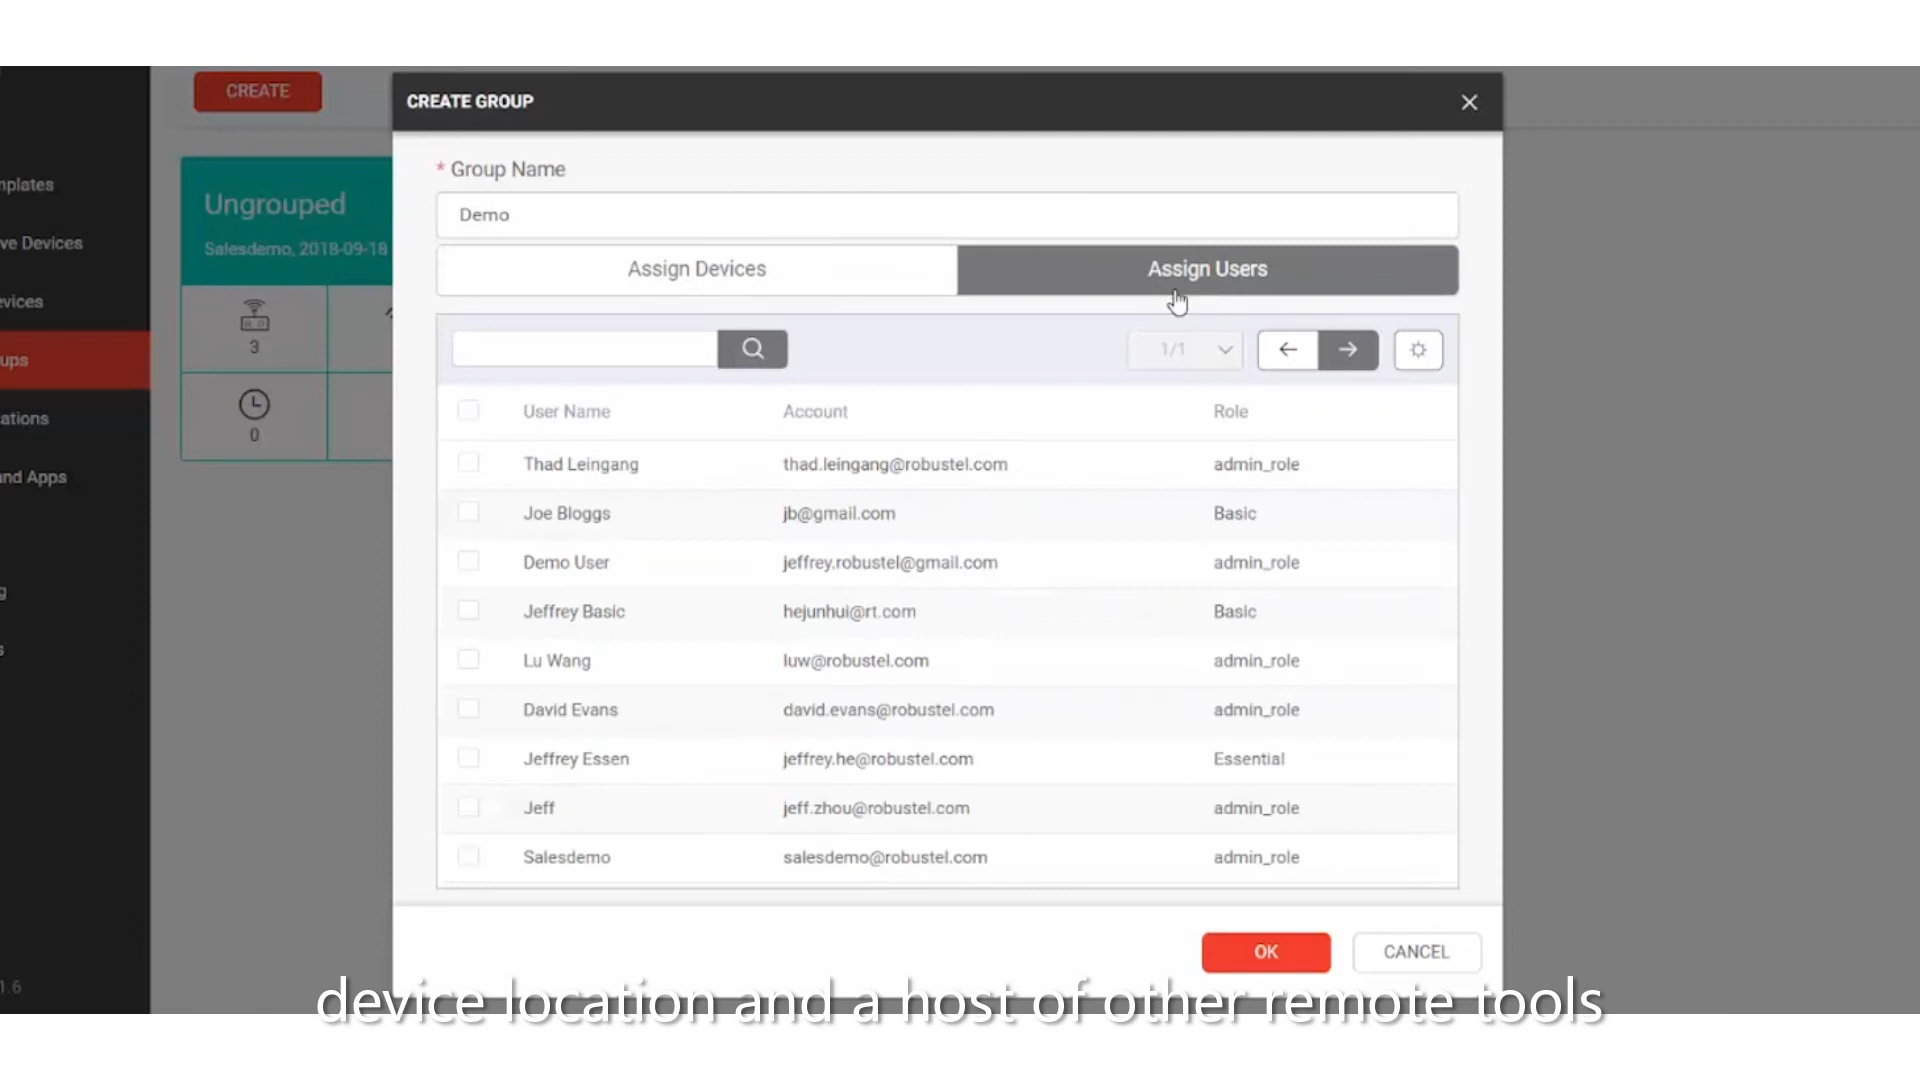 CREATE
CREATE GROUP
* Group Name
Demo
Assign Devices
Assign Users
Ungrouped
Salesdemo, 2018-09-18
3
0
nplates
ve Devices
evices
ups
ations
and Apps
g
s
1.6
1/1
User Name Account Role
Thad Leingang thad.leingang@robustel.com admin_role
Joe Bloggs jb@gmail.com Basic
Demo User jeffrey.robustel@gmail.com admin_role
Jeffrey Basic hejunhui@rt.com Basic
Lu Wang luw@robustel.com admin_role
David Evans david.evans@robustel.com admin_role
Jeffrey Essen jeffrey.he@robustel.com Essential
Jeff jeff.zhou@robustel.com admin_role
Salesdemo salesdemo@robustel.com admin_role
OK CANCEL
device location and a host of other remote tools